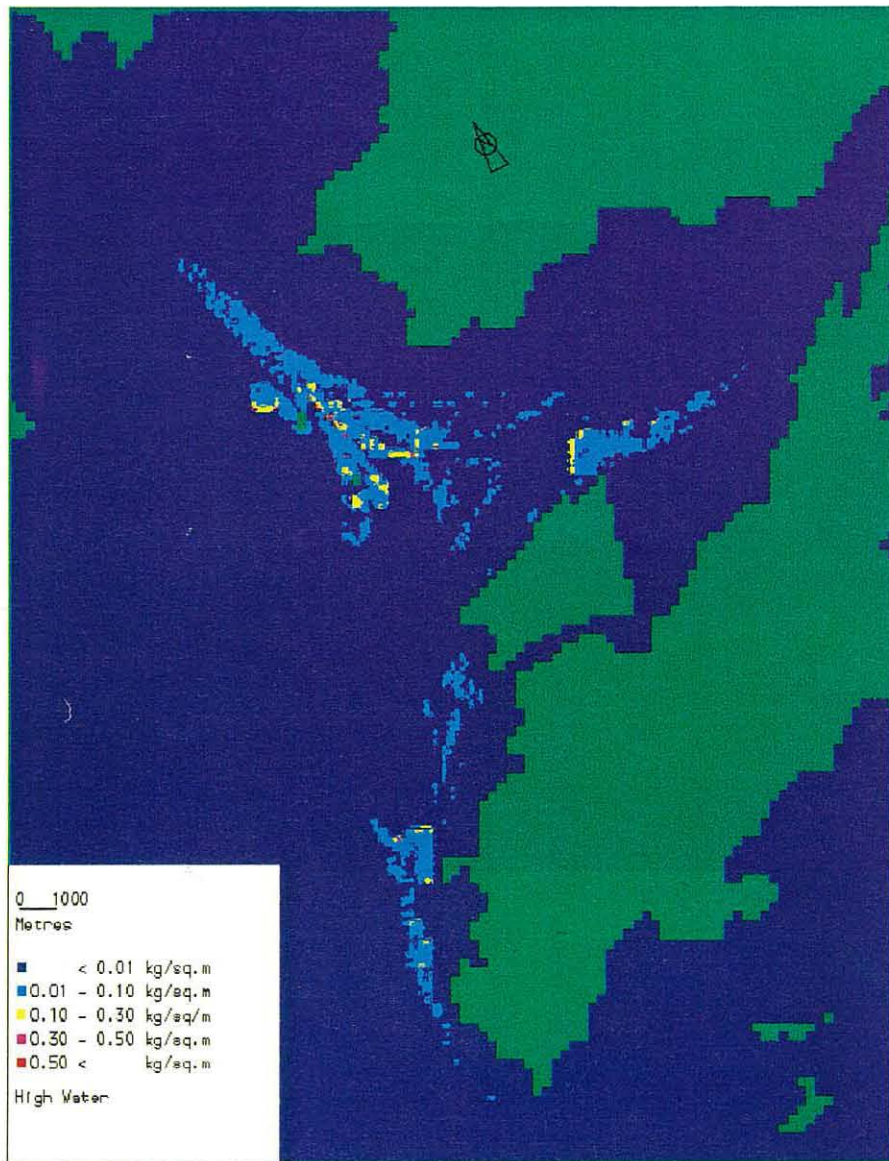 0 1000
Metres
< 0.01 kg/sq.m
0.01 - 0.10 kg/sq.m
0.10 - 0.30 kg/sq/m
0.30 - 0.50 kg/sq.m
0.50 < kg/sq.m
High Water